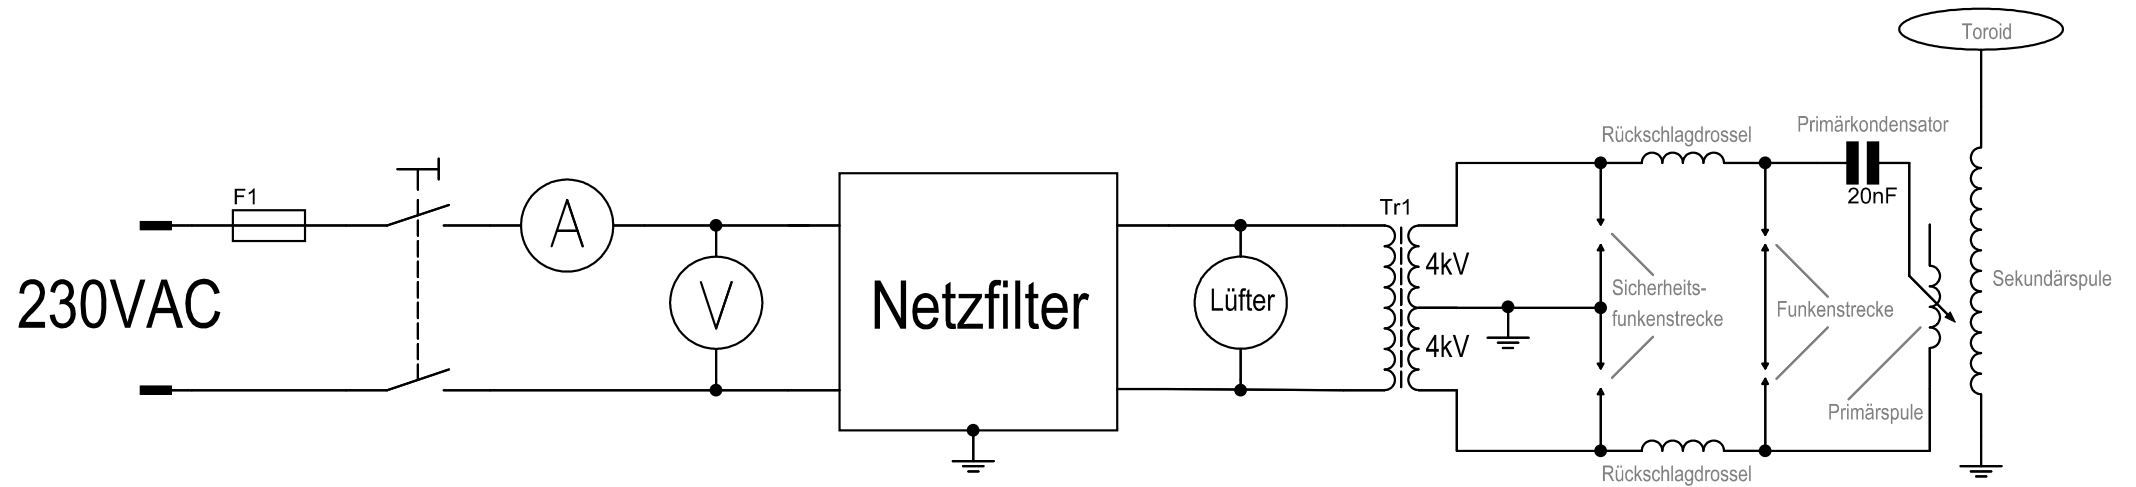 230VAC
F1
A
V
Netzfilter
Lüfter
Tr1
4kV
4kV
Rückschlagdrossel
Sicherheits-
funkenstrecke
Rückschlagdrossel
Funkenstrecke
Primärkondensator
20nF
Primärspule
Toroid
Sekundärspule